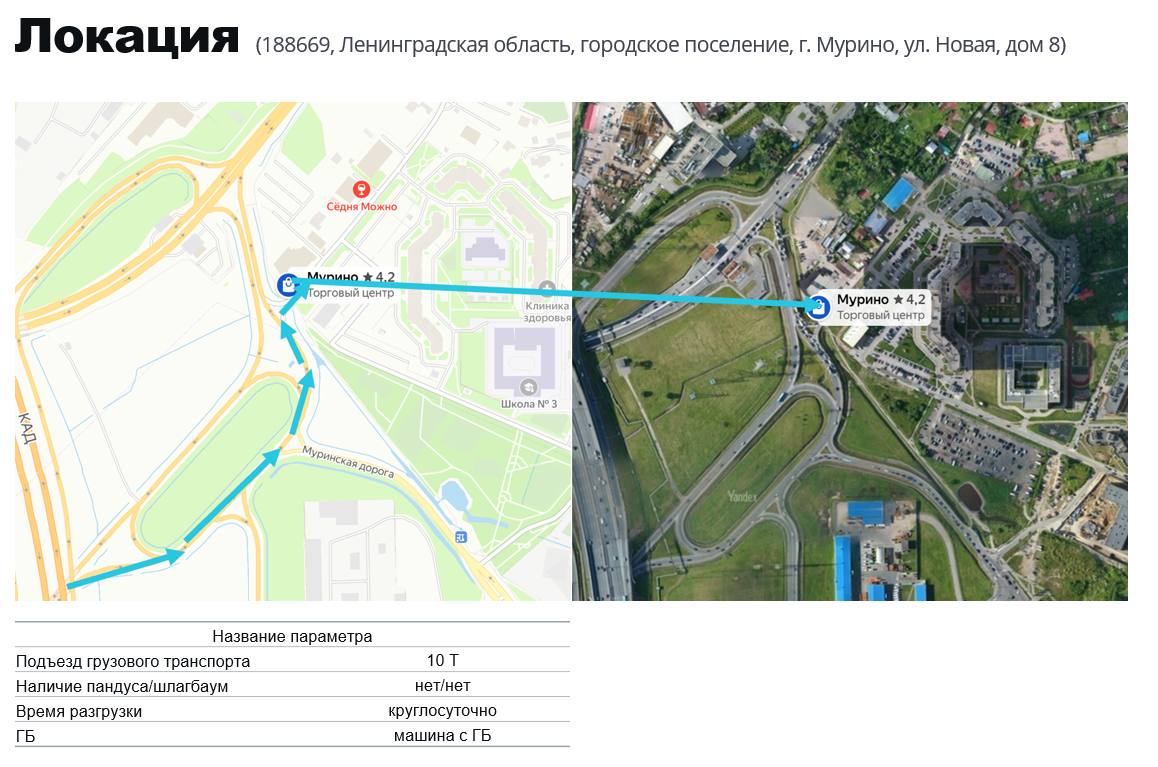 Локация (188669, Ленинградская область, городское поселение, г. Мурино, ул. Новая, дом 8)
Сёдня Можно
Мурино ★ 4,2
Торговый центр
Клиника
здоровья
Школа № 3
КАД
Муринская дорога
Мурино ★ 4,2
Торговый центр
Yandex
Название параметра
Подъезд грузового транспорта 10 Т
Наличие пандуса/шлагбаум нет/нет
Время разгрузки круглосуточно
ГБ машина с ГБ